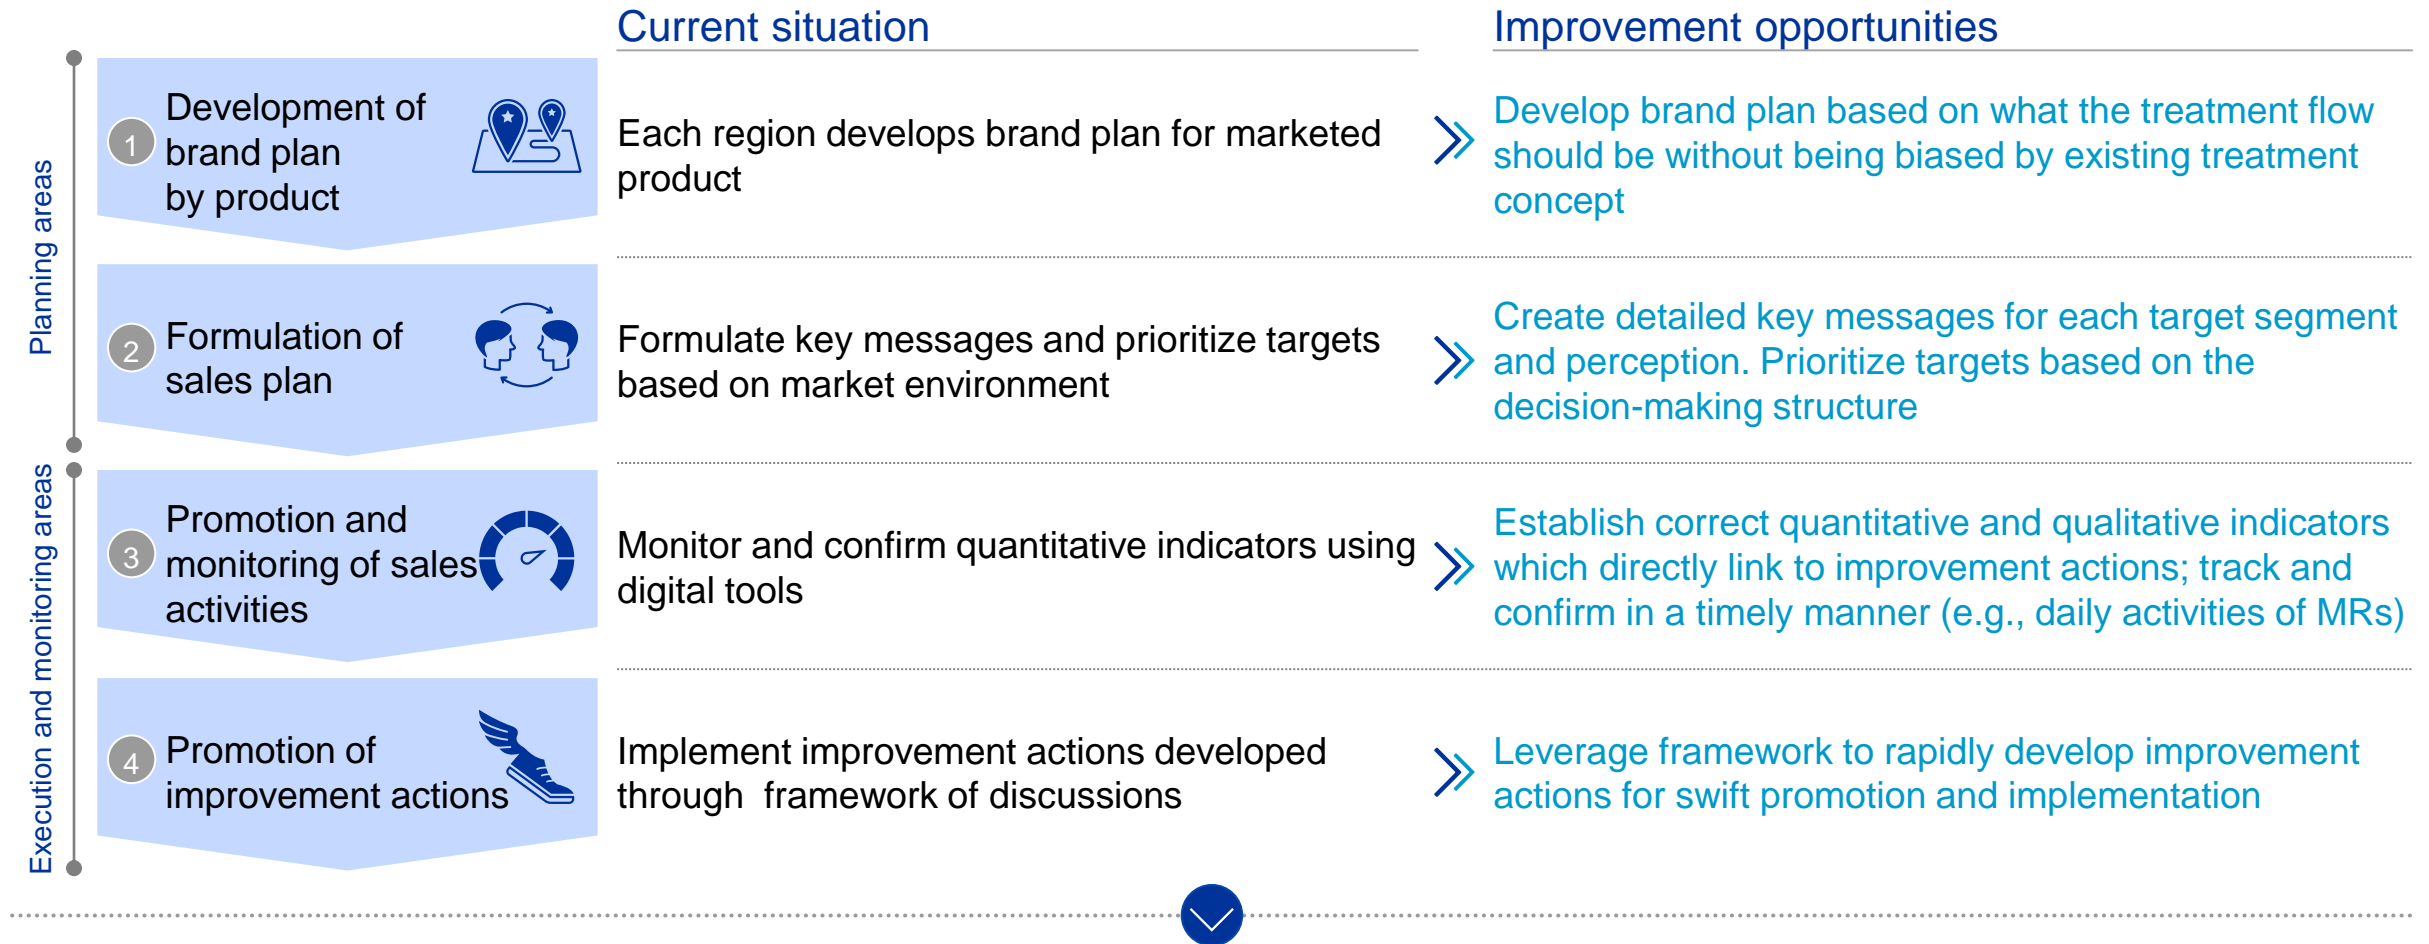 Current situation
Improvement opportunities
Planning areas
1
Development of
brand plan
by product
Each region develops brand plan for marketed
product
Develop brand plan based on what the treatment flow
should be without being biased by existing treatment
concept
2
Formulation of
sales plan
Formulate key messages and prioritize targets
based on market environment
Create detailed key messages for each target segment
and perception. Prioritize targets based on the
decision-making structure
Execution and monitoring areas
3
Promotion and
monitoring of sales
activities
Monitor and confirm quantitative indicators using
digital tools
Establish correct quantitative and qualitative indicators
which directly link to improvement actions; track and
confirm in a timely manner (e.g., daily activities of MRs)
4
Promotion of
improvement actions
Implement improvement actions developed
through  framework of discussions
Leverage framework to rapidly develop improvement
actions for swift promotion and implementation